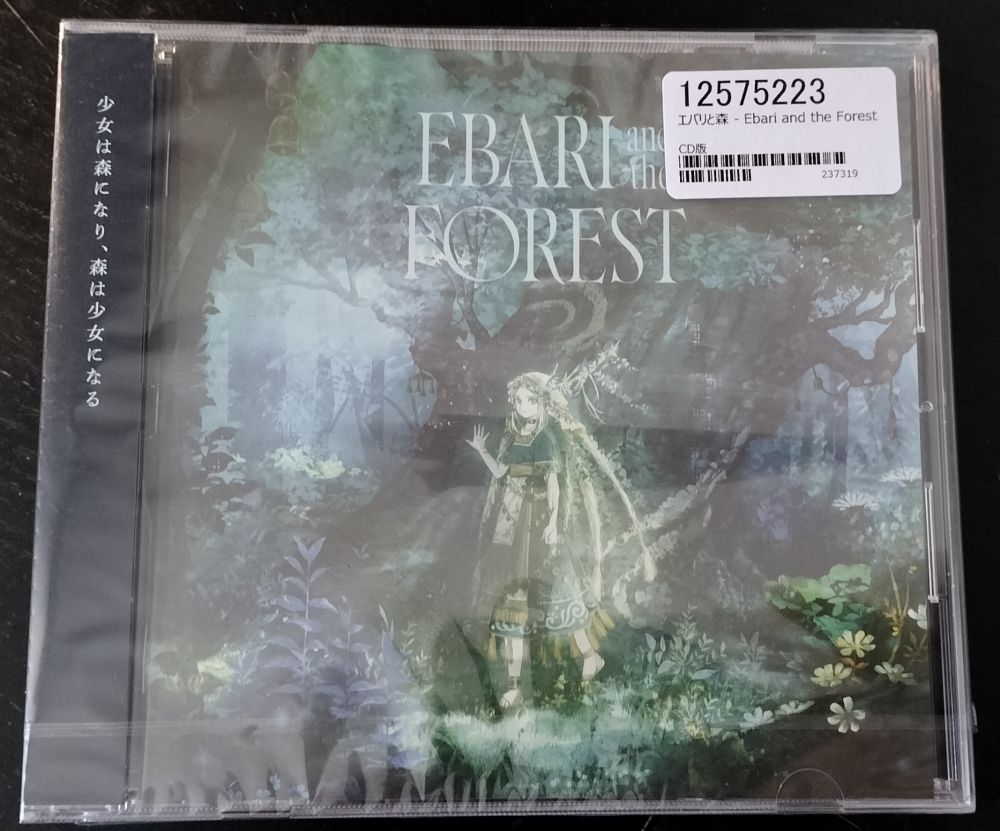 少女は森になり、森は少女になる
EBARI and
the
FOREST
12575223
エバリと森 - Ebari and the Forest
CD版
237319